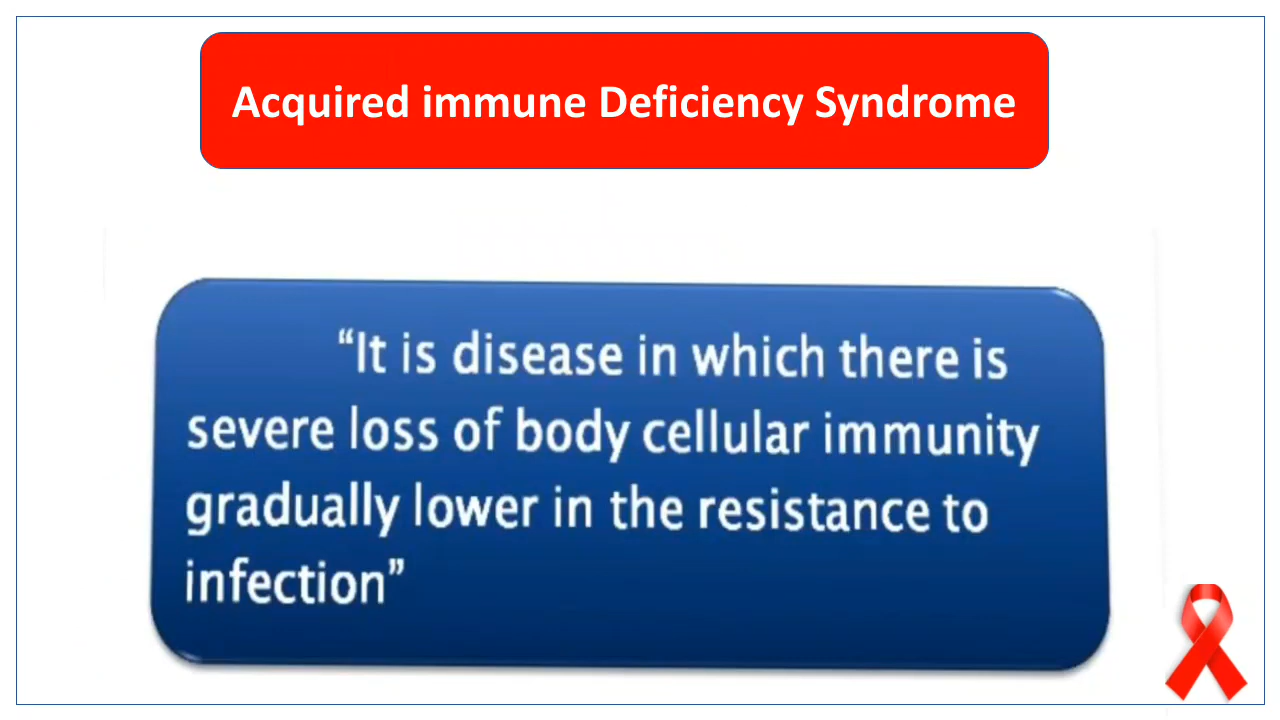 Acquired immune Deficiency Syndrome
“It is disease in which there is
severe loss of body cellular immunity
gradually lower in the resistance to
infection”